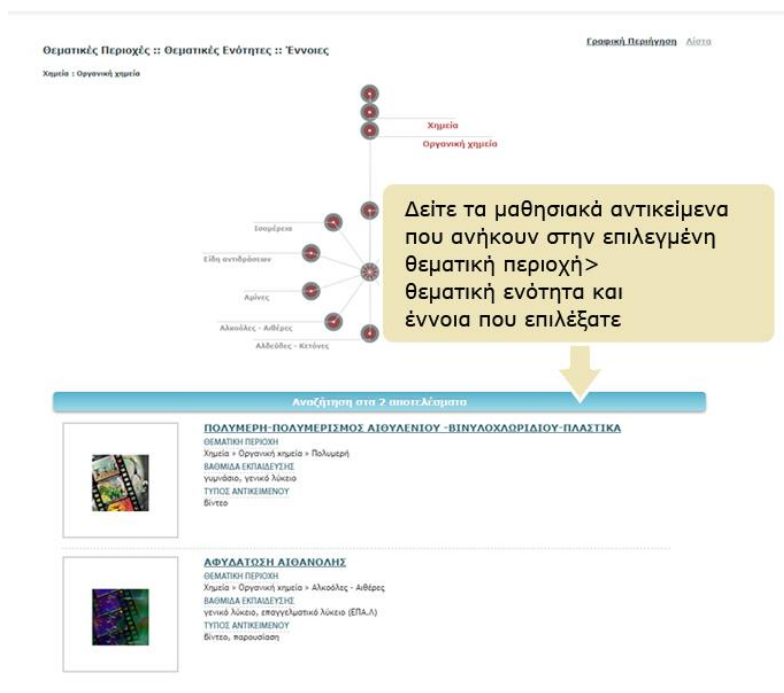 Θεματικές Περιοχές :: Θεματικές Ενότητες :: Έννοιες
Γραφική Περιήγηση Λίστα
Χημεία : Οργανική χημεία
Χημεία
Οργανική χημεία
Ισομέρεια
Είδη αντιδράσεων
Αμίνες
Αλκοόλες - Αιθέρες
Αλδεΰδες - Κετόνες
Δείτε τα μαθησιακά αντικείμενα
που ανήκουν στην επιλεγμένη
θεματική περιοχή>
θεματική ενότητα και
έννοια που επιλέξατε
Αναζήτηση στα 2 αποτελέσματα
ΠΟΛΥΜΕΡΗ-ΠΟΛΥΜΕΡΙΣΜΟΣ ΑΙΘΥΛΕΝΙΟΥ -ΒΙΝΥΛΟΧΛΩΡΙΔΙΟΥ-ΠΛΑΣΤΙΚΑ
ΘΕΜΑΤΙΚΗ ΠΕΡΙΟΧΗ
Χημεία » Οργανική χημεία » Πολυμερή
ΒΑΘΜΙΔΑ ΕΚΠΑΙΔΕΥΣΗΣ
γυμνάσιο, γενικό λύκειο
ΤΥΠΟΣ ΑΝΤΙΚΕΙΜΕΝΟΥ
βίντεο
ΑΦΥΔΑΤΩΣΗ ΑΙΘΑΝΟΛΗΣ
ΘΕΜΑΤΙΚΗ ΠΕΡΙΟΧΗ
Χημεία » Οργανική χημεία » Αλκοόλες - Αιθέρες
ΒΑΘΜΙΔΑ ΕΚΠΑΙΔΕΥΣΗΣ
γενικό λύκειο, επαγγελματικό λύκειο (ΕΠΑ.Λ)
ΤΥΠΟΣ ΑΝΤΙΚΕΙΜΕΝΟΥ
βίντεο, παρουσίαση